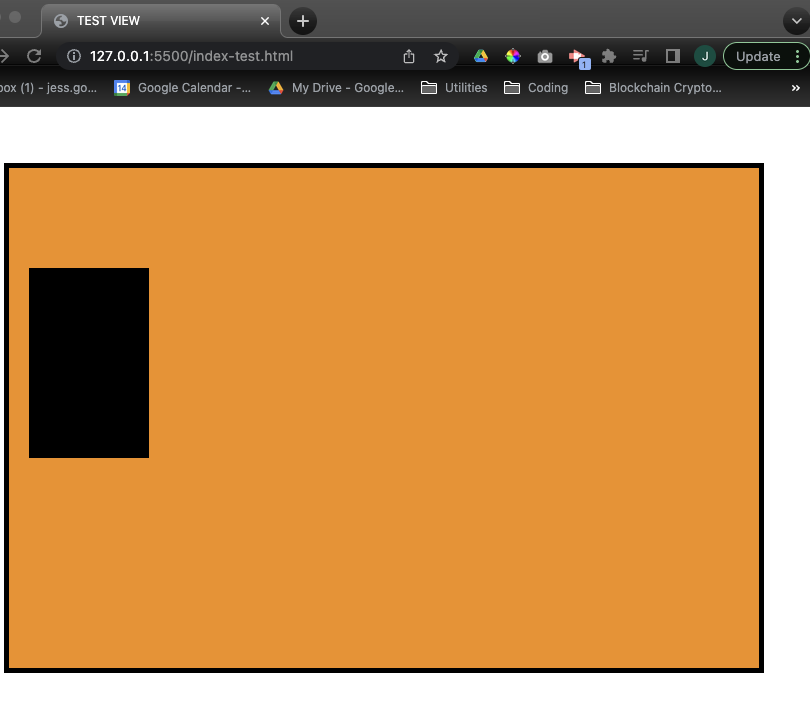 TEST VIEW
127.0.0.1:5500/index-test.html
1
J
Update
box (1) - jess.go...
14
Google Calendar -...
My Drive - Google...
Utilities
Coding
Blockchain Crypto...